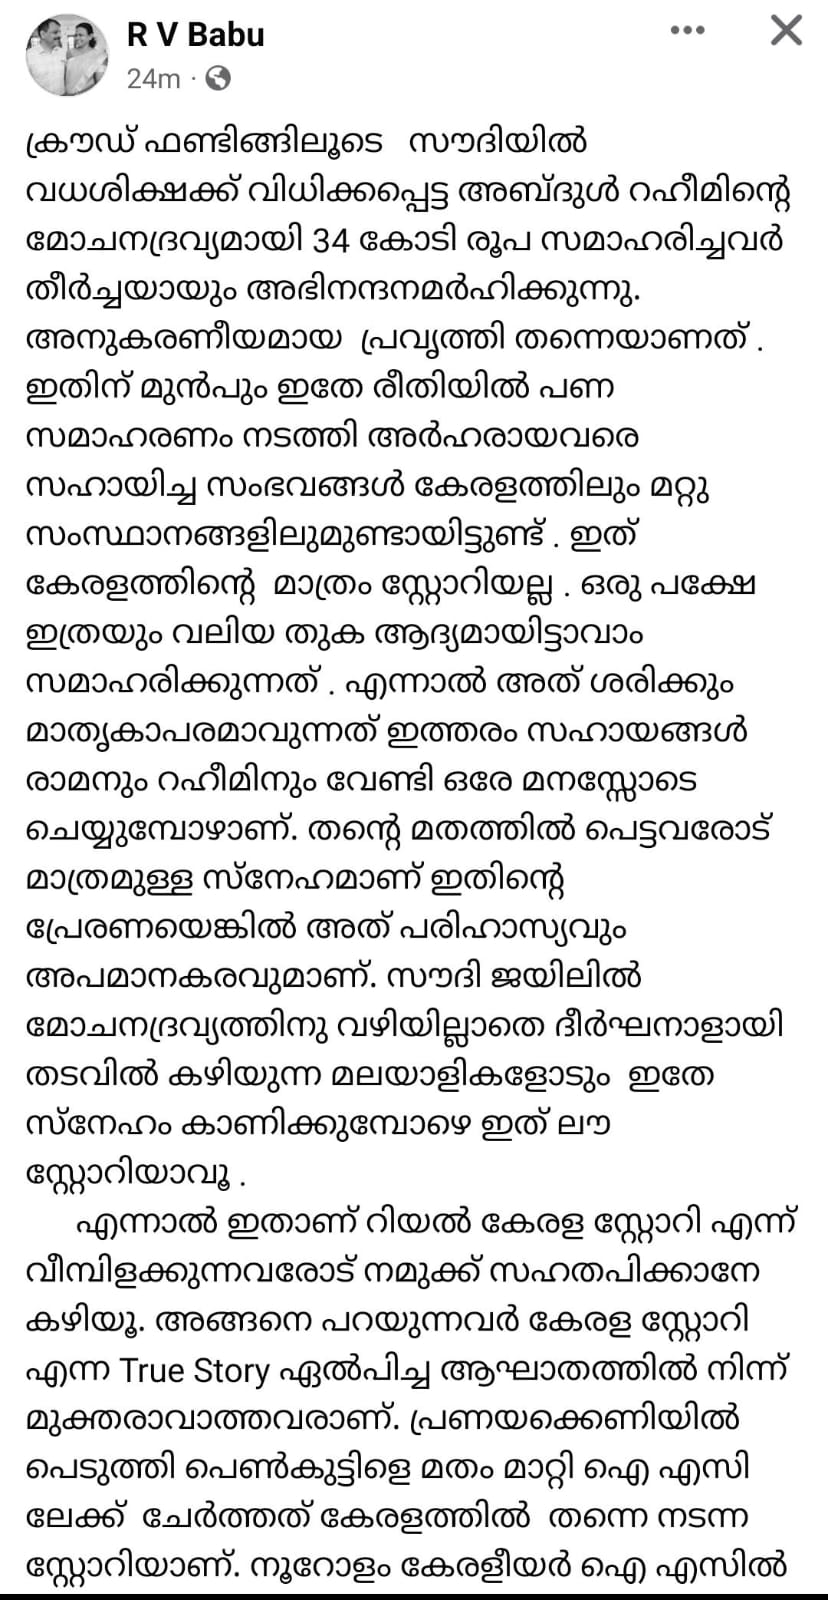 R V Babu
24m ·
ക്രൗഡ് ഫണ്ടിങ്ങിലൂടെ സൗദിയിൽ
വധശിക്ഷക്ക് വിധിക്കപ്പെട്ട അബ്ദുൾ റഹീമിന്റെ
മോചനദ്രവ്യമായി 34 കോടി രൂപ സമാഹരിച്ചവർ
തീർച്ചയായും അഭിനന്ദനമർഹിക്കുന്നു.
അനുകരണീയമായ പ്രവൃത്തി തന്നെയാണത് .
ഇതിന് മുൻപും ഇതേ രീതിയിൽ പണ
സമാഹരണം നടത്തി അർഹരായവരെ
സഹായിച്ച സംഭവങ്ങൾ കേരളത്തിലും മറ്റു
സംസ്ഥാനങ്ങളിലുമുണ്ടായിട്ടുണ്ട് . ഇത്
കേരളത്തിന്റെ മാത്രം സ്റ്റോറിയല്ല . ഒരു പക്ഷേ
ഇത്രയും വലിയ തുക ആദ്യമായിട്ടാവാം
സമാഹരിക്കുന്നത് . എന്നാൽ അത് ശരിക്കും
മാതൃകാപരമാവുന്നത് ഇത്തരം സഹായങ്ങൾ
രാമനും റഹീമിനും വേണ്ടി ഒരേ മനസ്സോടെ
ചെയ്യുമ്പോഴാണ്. തന്റെ മതത്തിൽ പെട്ടവരോട്
മാത്രമുള്ള സ്നേഹമാണ് ഇതിന്റെ
പ്രേരണയെങ്കിൽ അത് പരിഹാസ്യവും
അപമാനകരവുമാണ്. സൗദി ജയിലിൽ
മോചനദ്രവ്യത്തിനു വഴിയില്ലാതെ ദീർഘനാളായി
തടവിൽ കഴിയുന്ന മലയാളികളോടും ഇതേ
സ്നേഹം കാണിക്കുമ്പോഴെ ഇത് ലൗ
സ്റ്റോറിയാവൂ .
എന്നാൽ ഇതാണ് റിയൽ കേരള സ്റ്റോറി എന്ന്
വീമ്പിളക്കുന്നവരോട് നമുക്ക് സഹതപിക്കാനേ
കഴിയൂ. അങ്ങനെ പറയുന്നവർ കേരള സ്റ്റോറി
എന്ന True Story ഏൽപിച്ച ആഘാതത്തിൽ നിന്ന്
മുക്തരാവാത്തവരാണ്. പ്രണയക്കെണിയിൽ
പെടുത്തി പെൺകുട്ടിളെ മതം മാറ്റി ഐ എസി
ലേക്ക് ചേർത്തത് കേരളത്തിൽ തന്നെ നടന്ന
സ്റ്റോറിയാണ്. നൂറോളം കേരളീയർ ഐ എസിൽ